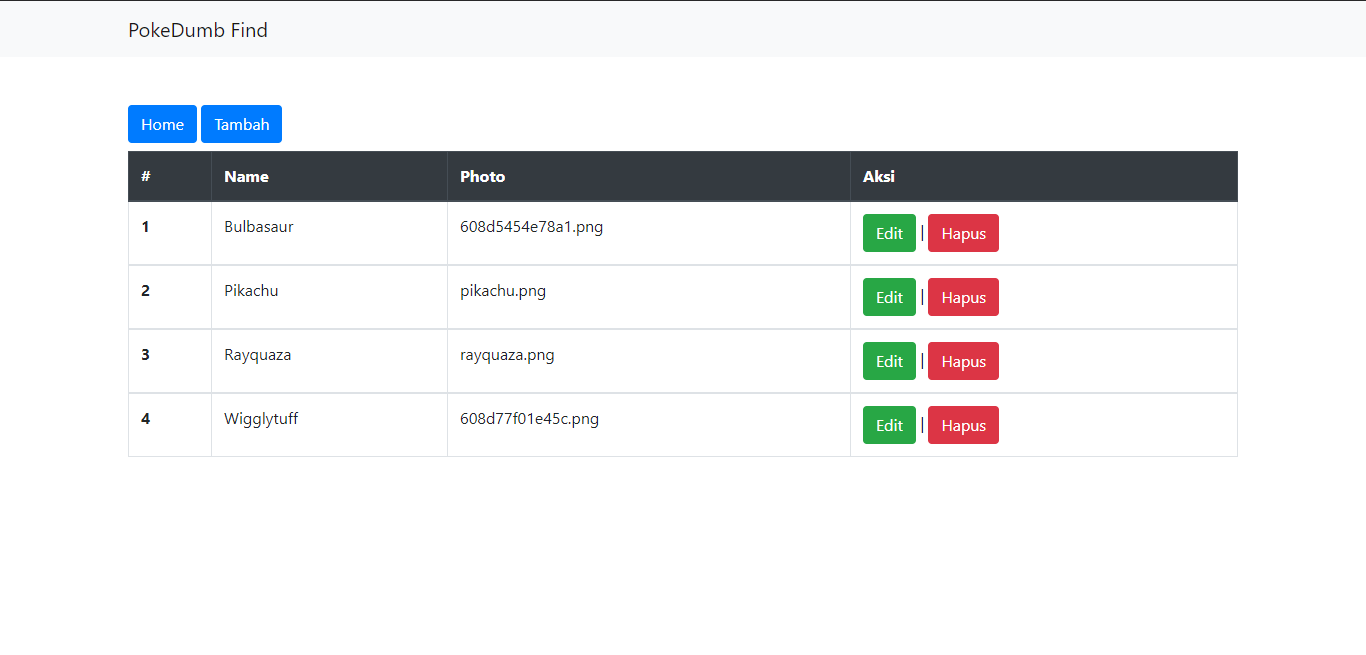 PokeDumb Find
Home Tambah
# Name Photo Aksi
1 Bulbasaur 608d5454e78a1.png Edit | Hapus
2 Pikachu pikachu.png Edit | Hapus
3 Rayquaza rayquaza.png Edit | Hapus
4 Wigglytuff 608d77f01e45c.png Edit | Hapus